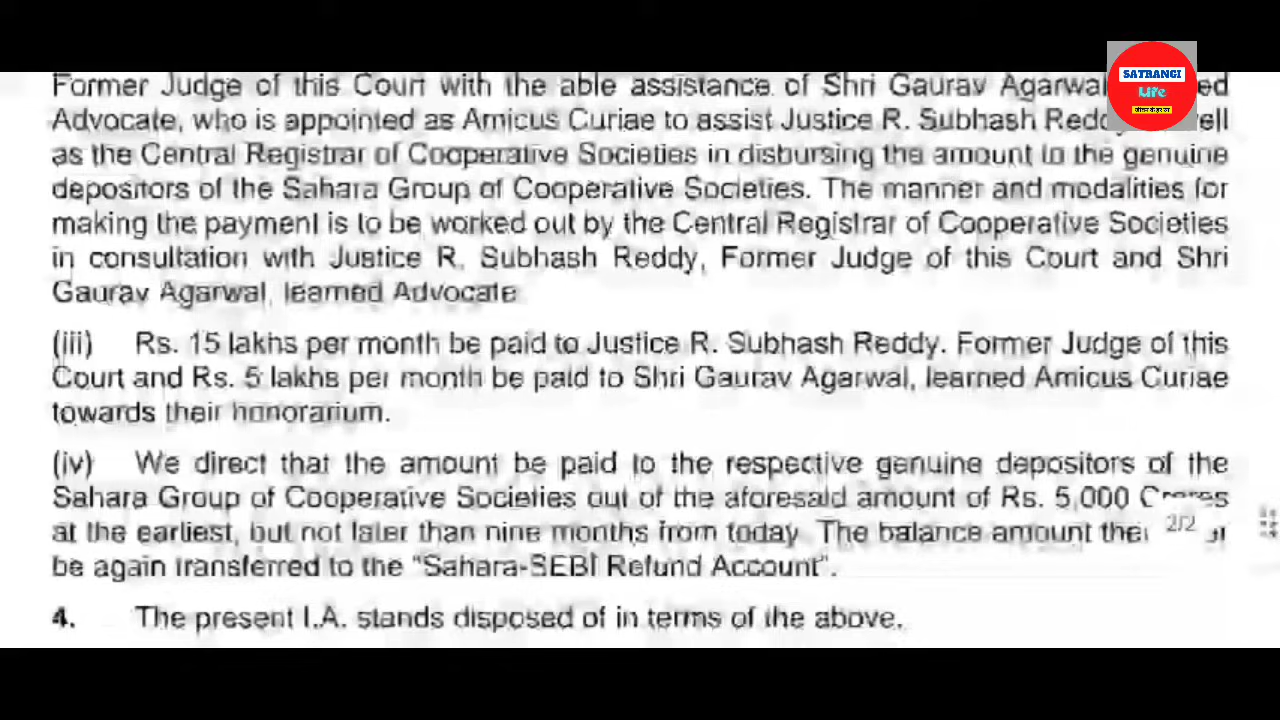 Former Judge of this Court with the able assistance of Shri Gaurav Agarwal
Advocate, who is appointed as Amicus Curiae to assist Justice R. Subhash Reddy
as the Central Registrar of Cooperative Societies in disbursing the amount to the genuine
depositors of the Sahara Group of Cooperative Societies. The manner and modalities for
making the payment is to be worked out by the Central Registrar of Cooperative Societies
in consultation with Justice R. Subhash Reddy, Former Judge of this Court and Shri
Gaurav Agarwal, learned Advocate
(iii) Rs. 15 lakhs per month be paid to Justice R. Subhash Reddy. Former Judge of this
Court and Rs. 5 lakhs per month be paid to Shri Gaurav Agarwal, learned Amicus Curiae
towards their honorarium.
(iv) We direct that the amount be paid to the respective genuine depositors of the
Sahara Group of Cooperative Societies out of the aforesaid amount of Rs. 5,000 Crores
at the earliest, but not later than nine months from today. The balance amount
be again transferred to the "Sahara-SEBI Refund Account".
4. The present I.A. stands disposed of in terms of the above.
SATRANGI
Life
2/2